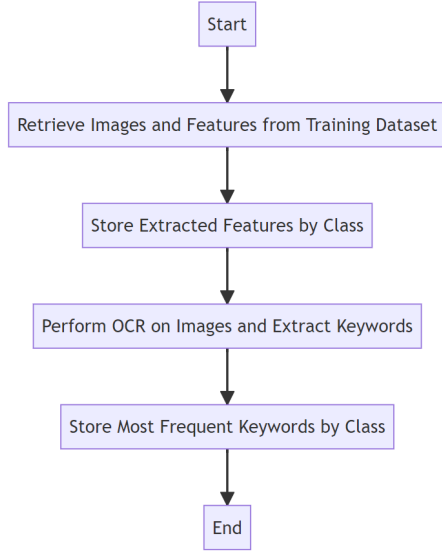 Start
Retrieve Images and Features from Training Dataset
Store Extracted Features by Class
Perform OCR on Images and Extract Keywords
Store Most Frequent Keywords by Class
End